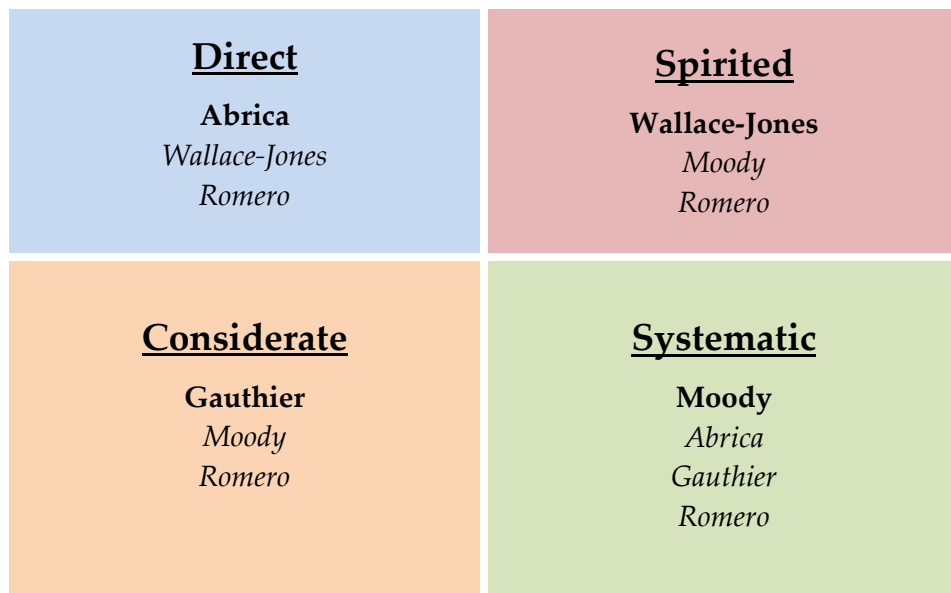 Direct
Abrica
Wallace-Jones
Romero
Spirited
Wallace-Jones
Moody
Romero
Considerate
Gauthier
Moody
Romero
Systematic
Moody
Abrica
Gauthier
Romero